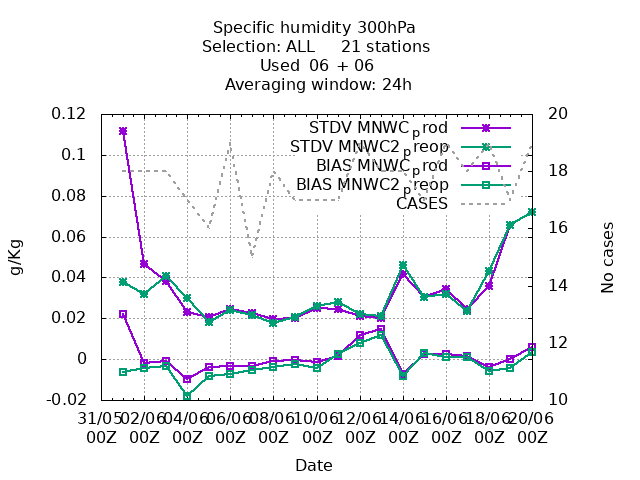 Specific humidity 300hPa
Selection: ALL 21 stations
Used 06 + 06
Averaging window: 24h
0.12
0.1
0.08
0.06
0.04
0.02
0
-0.02
g/Kg
STDV MNWC_prod
STDV MNWC2_preop
BIAS MNWC_prod
BIAS MNWC2_preop
CASES
20
18
16
14
12
10
No cases
31/05 02/06 04/06 06/06 08/06 10/06 12/06 14/06 16/06 18/06 20/06
00Z 00Z 00Z 00Z 00Z 00Z 00Z 00Z 00Z 00Z 00Z
Date